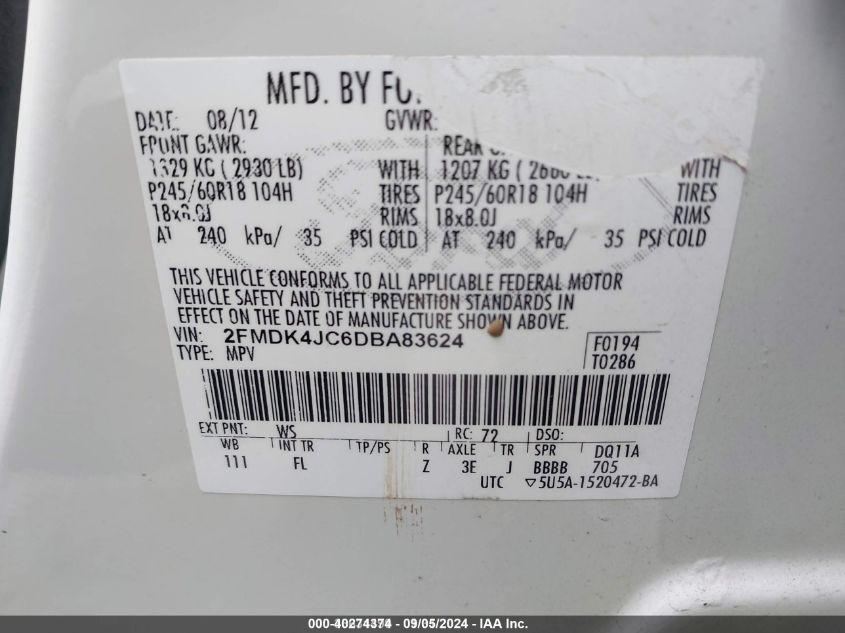 MFD. BY
DATE: 08/12 GVWR:
FRONT GAWR: REAR
1329 KG ( 2930 LB) WITH 1207 KG ( WITH
P245/60R18 104H TIRES P245/60R18 104H TIRES
18x8.0J RIMS 18x8.0J RIMS
AT 240 kPa/ 35 PSI COLD AT 240 kPa/ 35 PSI COLD
THIS VEHICLE CONFORMS TO ALL APPLICABLE FEDERAL MOTOR
VEHICLE SAFETY AND THEFT PREVENTION STANDARDS IN
EFFECT ON THE DATE OF MANUFACTURE SHOWN ABOVE.
VIN: 2FMDK4JC6DBA83624 F0194
TYPE: MPV T0286
EXT PNT: WS RC: 72 DSO:
WB INT TR TP/PS R AXLE TR SPR DQ11A
111 FL Z 3E J BBBB 705
UTC ▽5U5A-1520472-BA
000-40274374 - 09/05/2024 - IAA Inc.